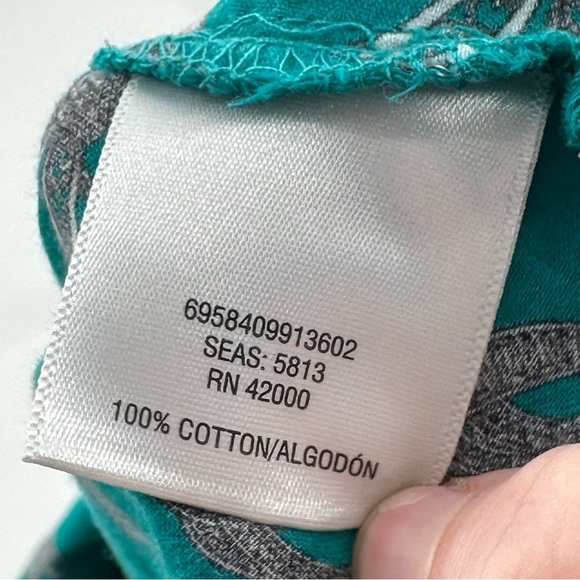 6958409913602
SEAS: 5813
RN 42000
100% COTTON/ALGODÓN